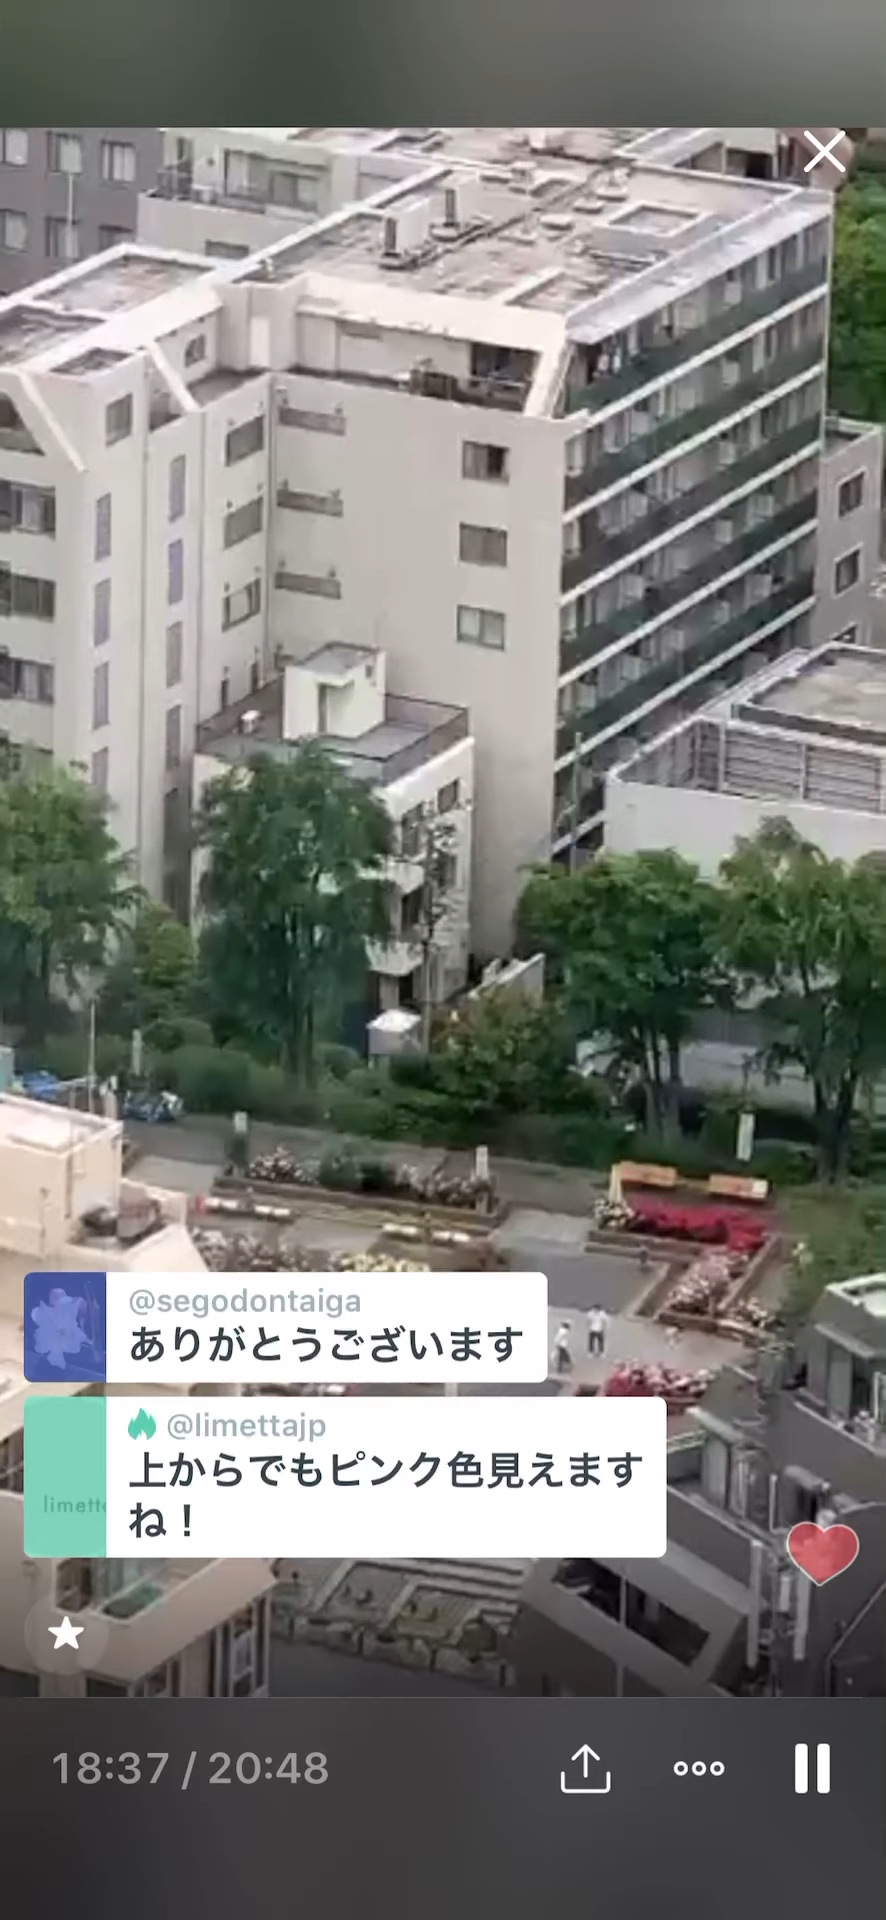 @segodontaiga
ありがとうございます
@limettajp
上からでもピンク色見えます
ね！
limett
18:37 / 20:48